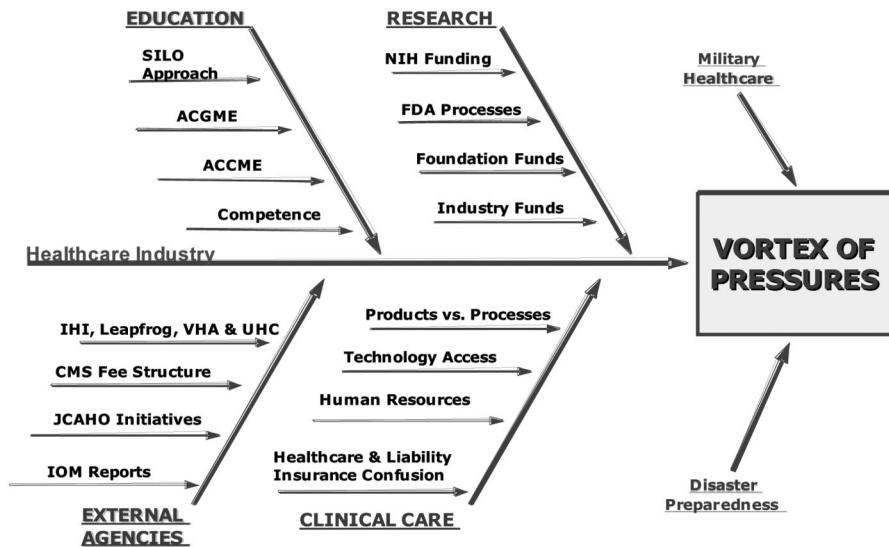 EDUCATION
SILO
Approach
ACGME
ACCME
Competence
RESEARCH
NIH Funding
FDA Processes
Foundation Funds
Industry Funds
Military
Healthcare
Healthcare Industry
VORTEX OF
PRESSURES
IHI, Leapfrog, VHA & UHC
CMS Fee Structure
JCAHO Initiatives
IOM Reports
EXTERNAL
AGENCIES
Products vs. Processes
Technology Access
Human Resources
Healthcare & Liability
Insurance Confusion
CLINICAL CARE
Disaster
Preparedness